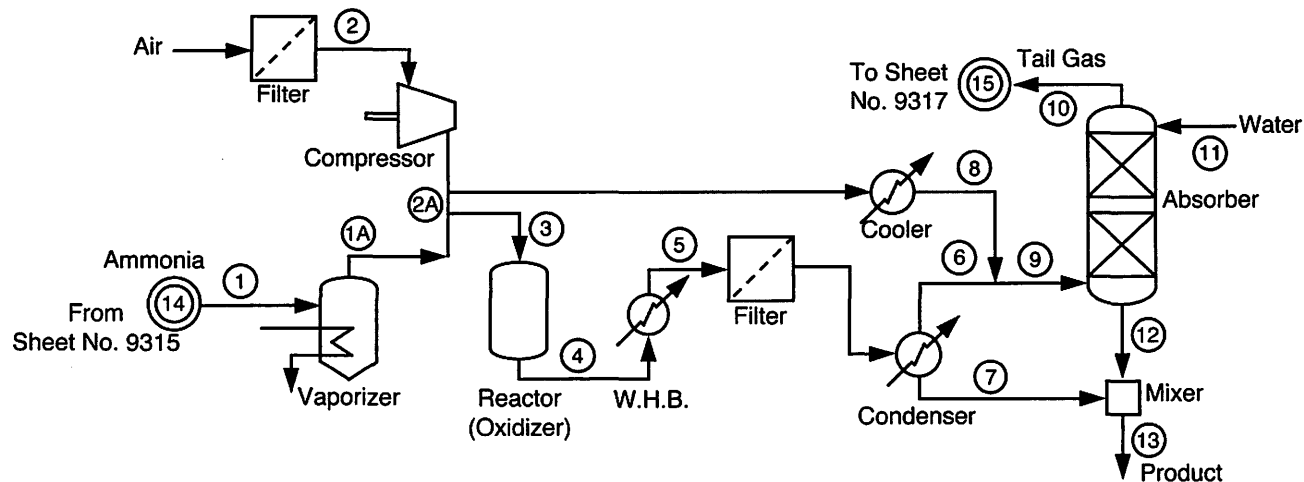 Air
2
Filter
Compressor
To Sheet
No. 9317
15
Tail Gas
10
Water
11
Absorber
8
Cooler
2A
1A
3
Ammonia
14
1
From
Sheet No. 9315
Vaporizer
Reactor
(Oxidizer)
4
W.H.B.
5
Filter
6
9
Condenser
7
12
Mixer
13
Product